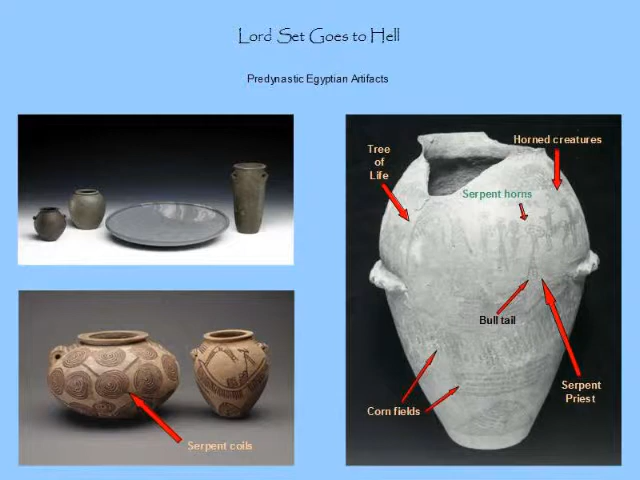 Lord Set Goes to Hell
Predynastic Egyptian Artifacts
Tree
of
Life
Horned creatures
Serpent horns
Bull tail
Serpent
Priest
Corn fields
Serpent coils